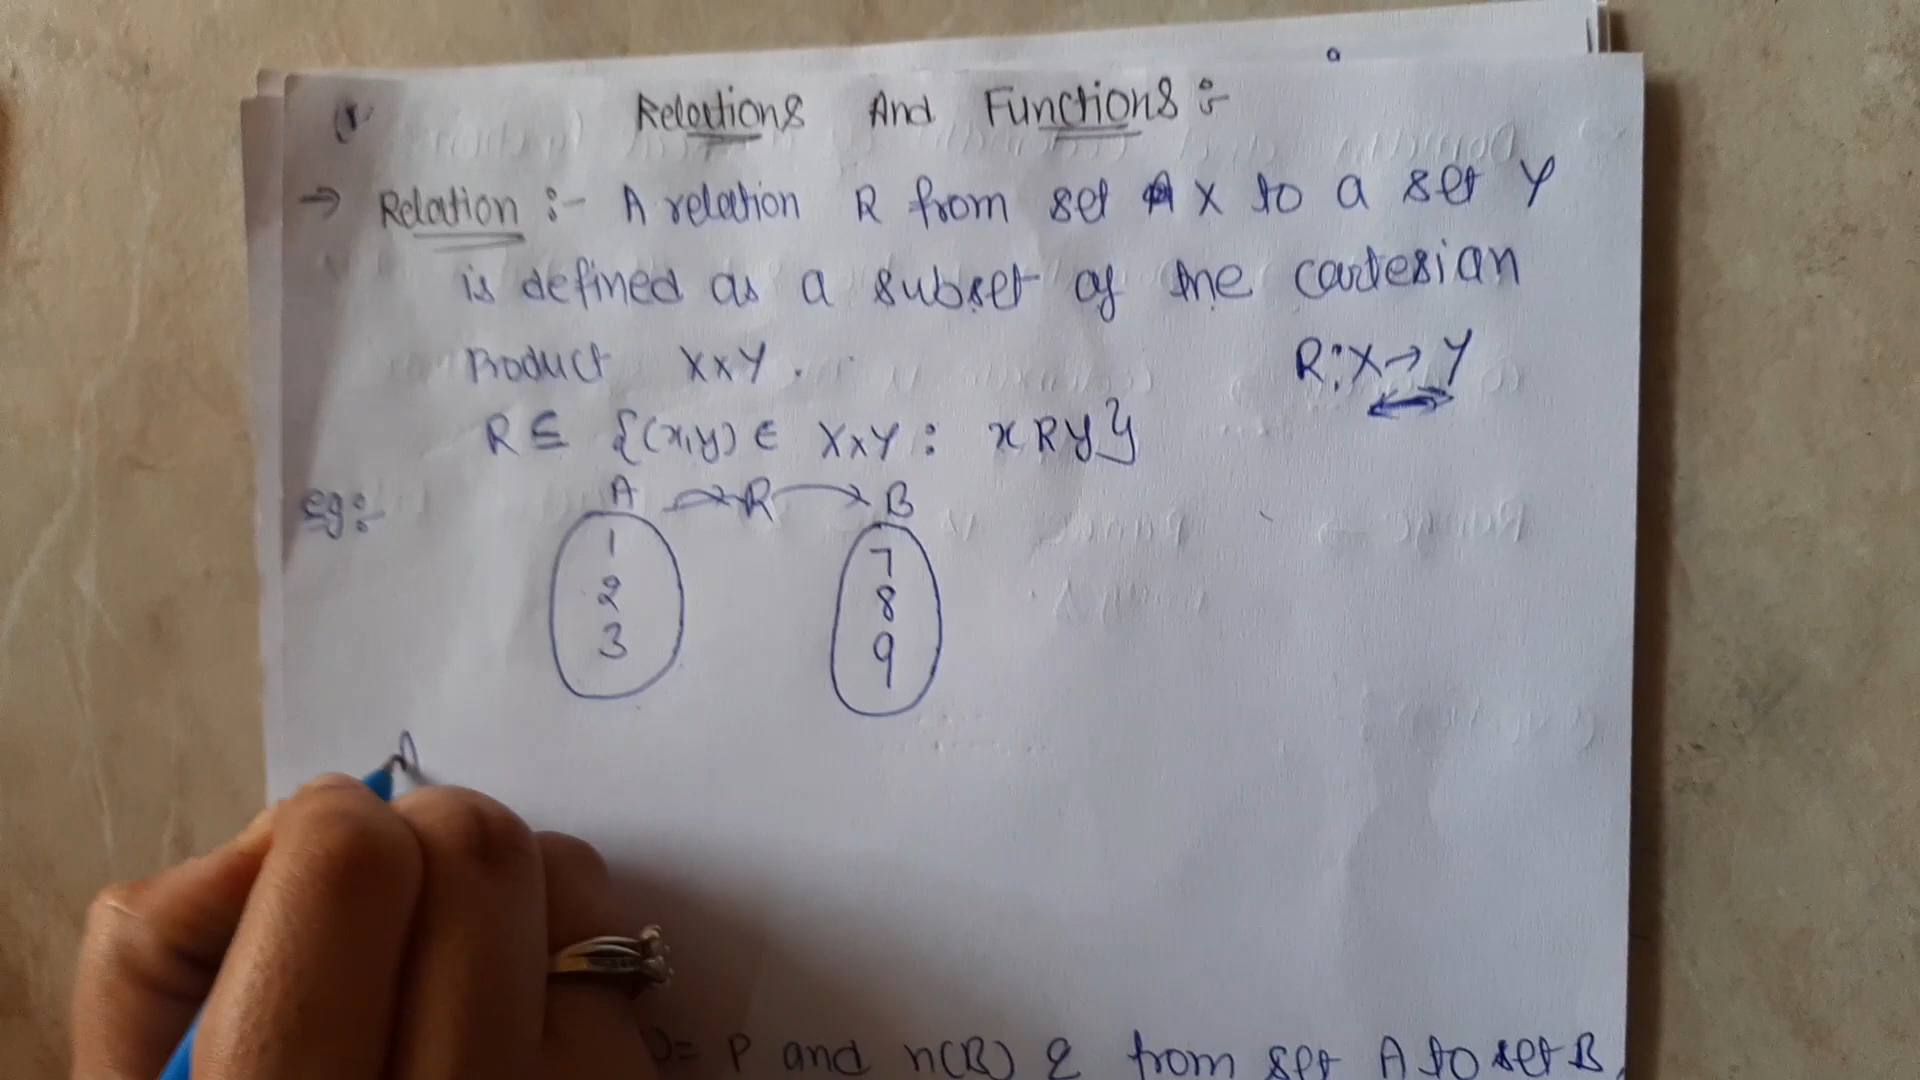 Relations And Functions :-
→ Relation :- A relation R from set X to a set Y
is defined as a subset of the cartesian
Product X×Y.
R:X→Y
R ⊆ {(x,y) ∈ X×Y : xRy}
eg:-
A → R → B
1 7
2 8
3 9
A
= P and n(B) from set A to set B